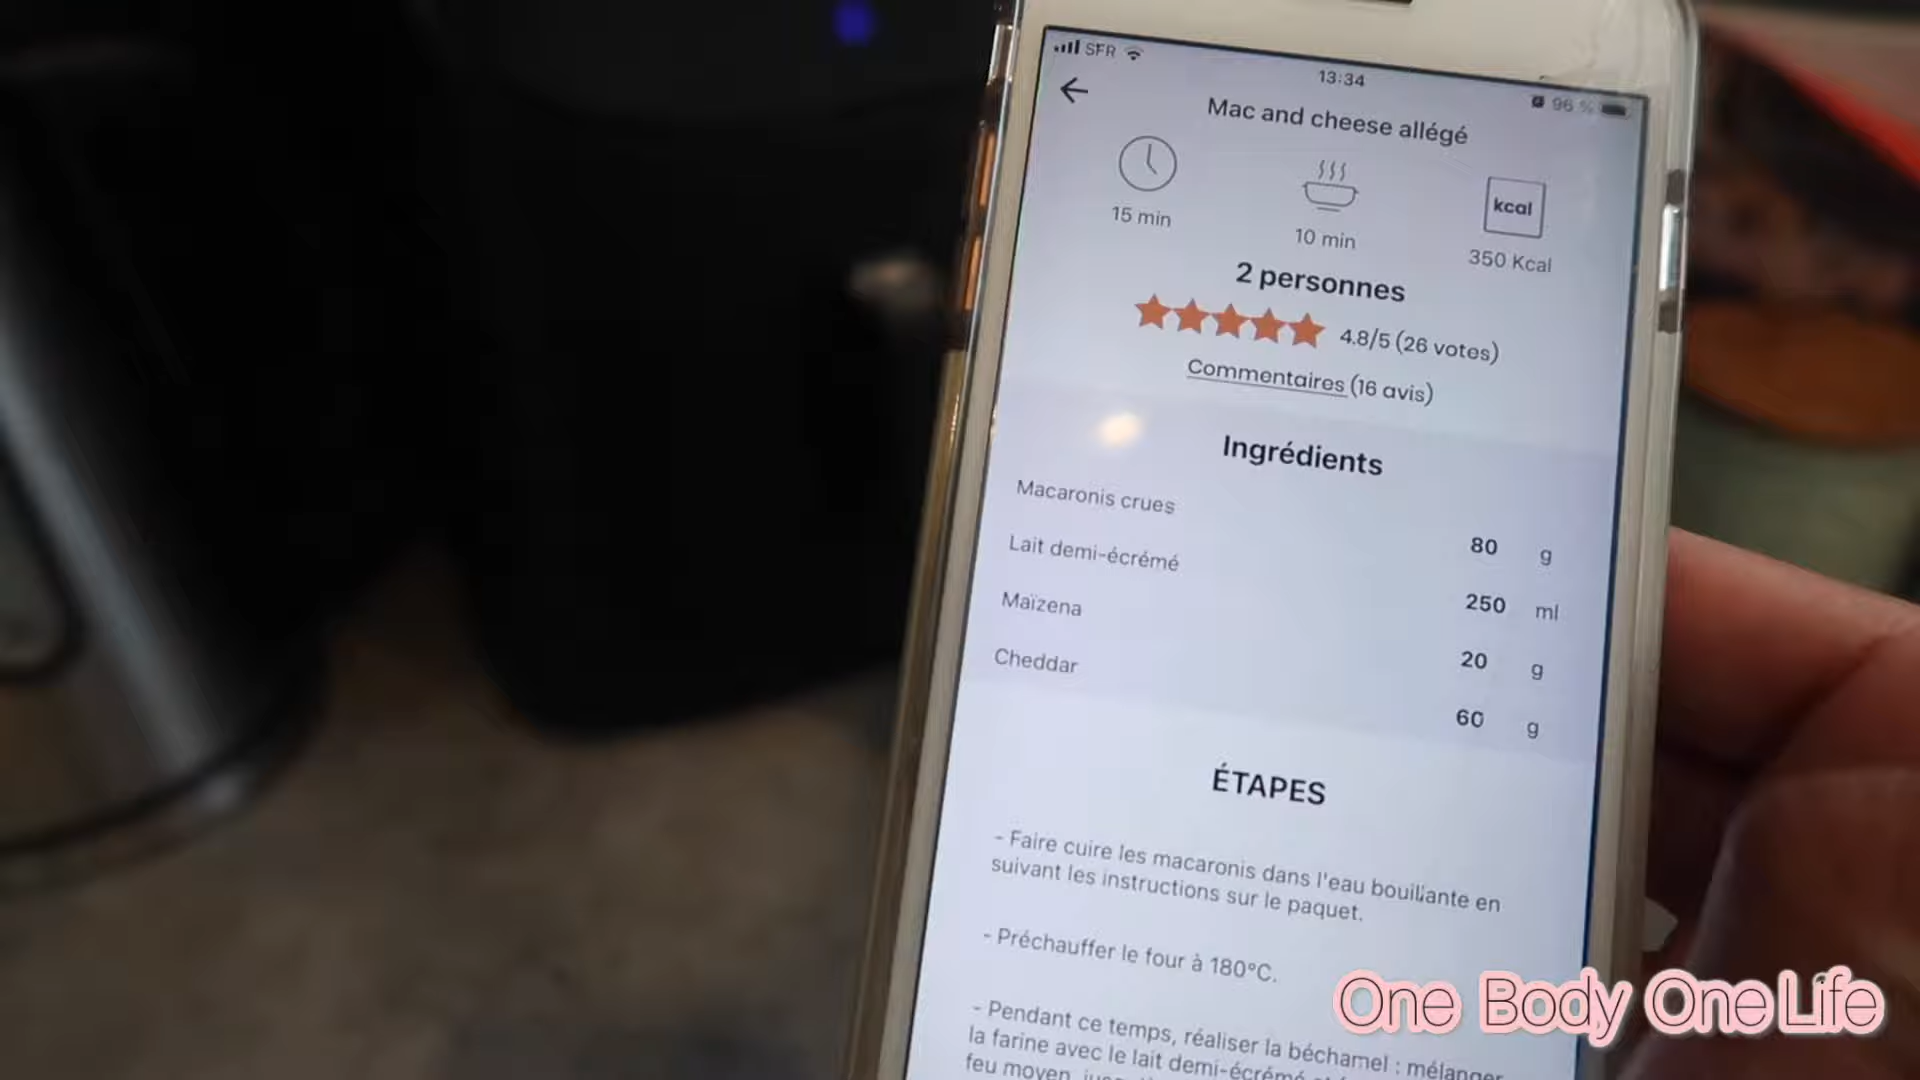 SFR
13:34
96 %
Mac and cheese allégé
kcal
15 min
10 min
350 Kcal
2 personnes
4.8/5 (26 votes)
Commentaires (16 avis)
Ingrédients
Macaronis crues 80 g
Lait demi-écrémé 250 ml
Maïzena 20 g
Cheddar 60 g
ÉTAPES
- Faire cuire les macaronis dans l'eau bouillante en
suivant les instructions sur le paquet.
- Préchauffer le four à 180°C.
- Pendant ce temps, réaliser la béchamel : mélanger
la farine avec le lait demi-écrémé
feu moyen,
One Body One Life